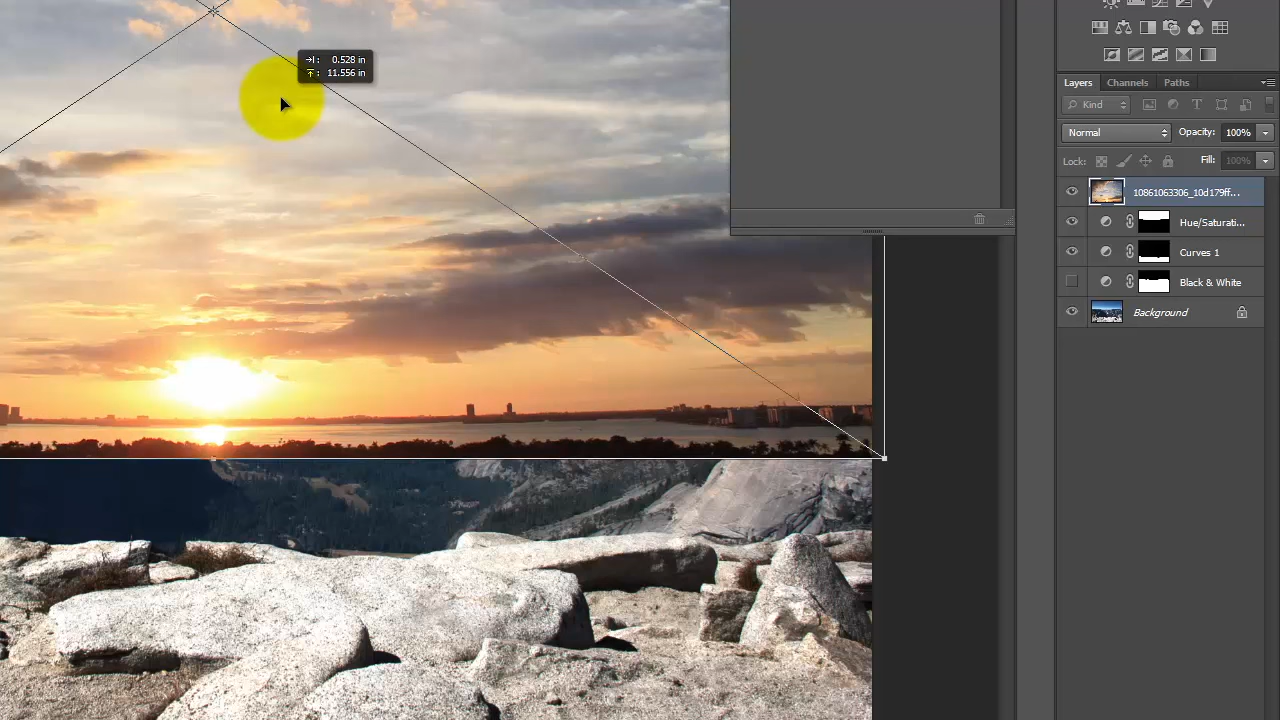 →|: 0.528 in
↑: 11.556 in
Layers Channels Paths
Kind
Normal Opacity: 100%
Lock: Fill: 100%
10861063306_10d179ff...
Hue/Saturati...
Curves 1
Black & White
Background